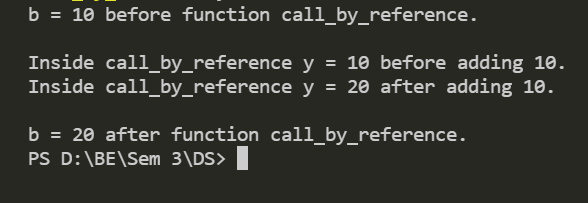 b = 10 before function call_by_reference.
Inside call_by_reference y = 10 before adding 10.
Inside call_by_reference y = 20 after adding 10.
b = 20 after function call_by_reference.
PS D:\BE\Sem 3\DS>